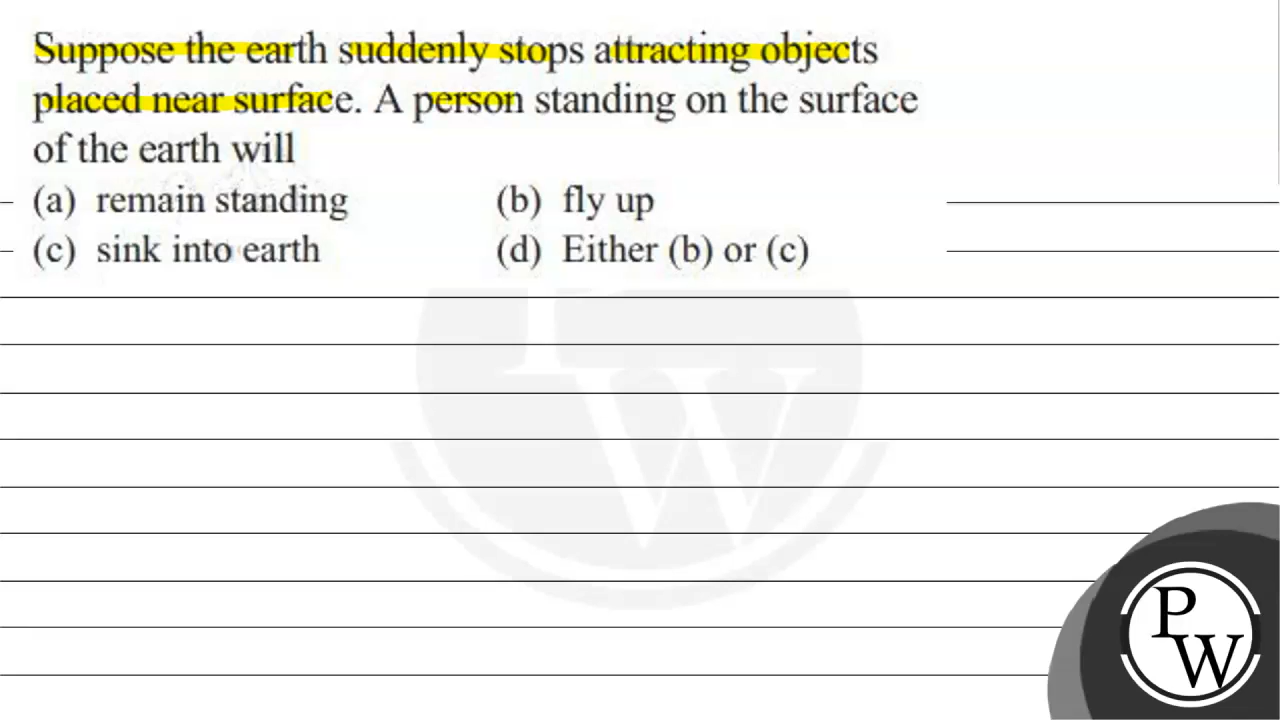 Suppose the earth suddenly stops attracting objects
placed near surface. A person standing on the surface
of the earth will
(a) remain standing (b) fly up
(c) sink into earth (d) Either (b) or (c)
W
P
W